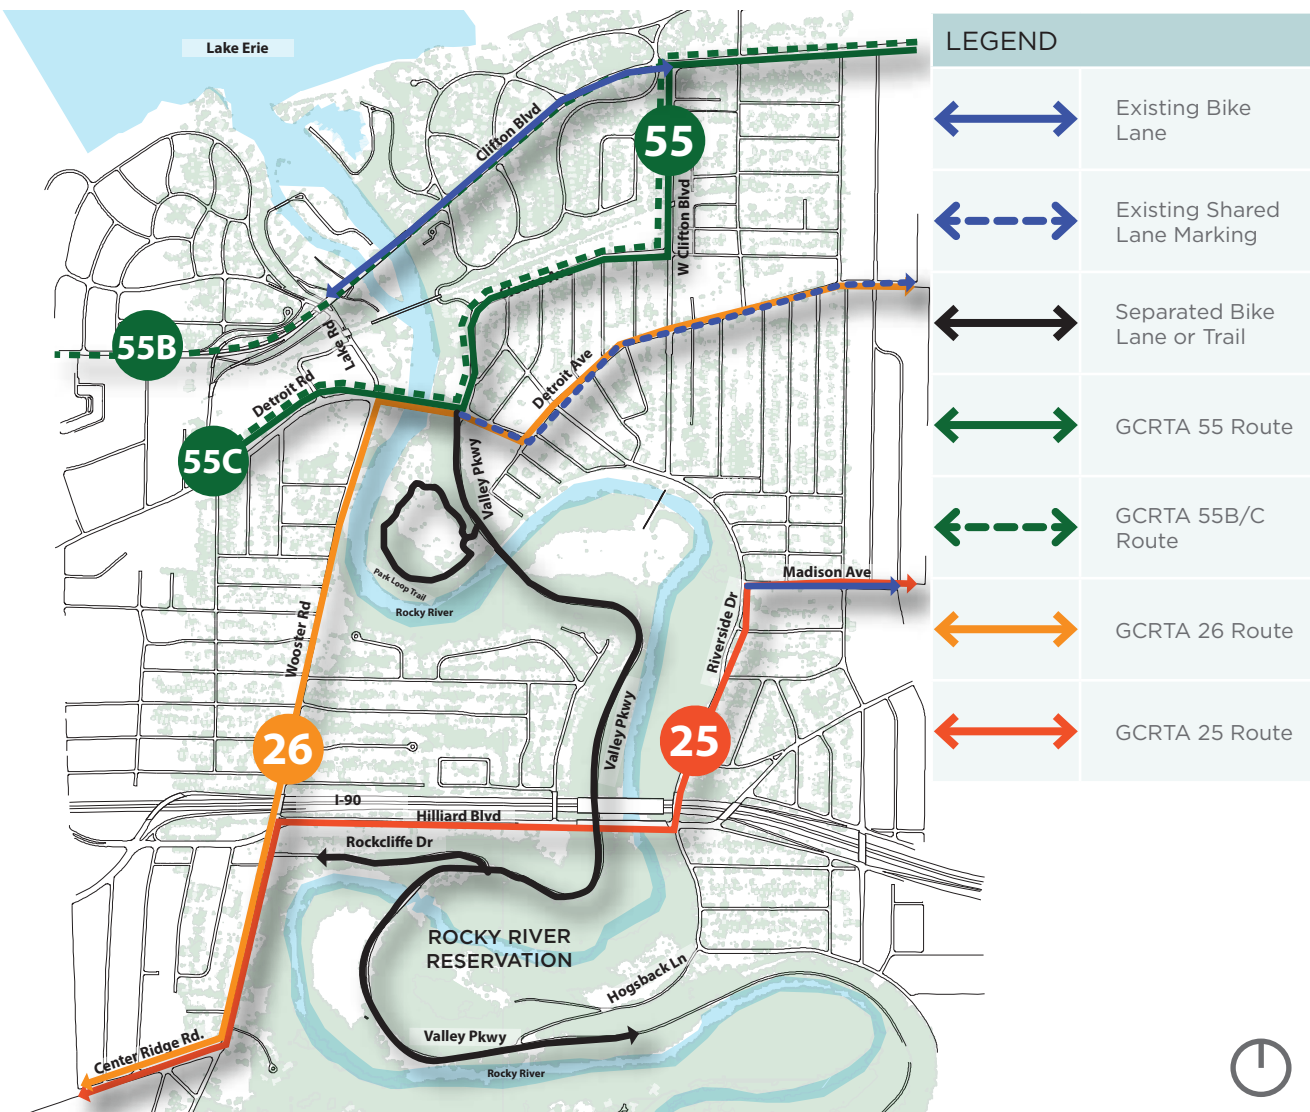 Lake Erie
LEGEND
Existing Bike
Lane
Existing Shared
Lane Marking
Separated Bike
Lane or Trail
GCRTA 55 Route
GCRTA 55B/C
Route
GCRTA 26 Route
GCRTA 25 Route
Clifton Blvd
55
W Clifton Blvd
55B
Lake Rd
Detroit Rd
Detroit Ave
55C
Valley Pkwy
Park Loop Trail
Rocky River
Madison Ave
Riverside Dr
Wooster Rd
Valley Pkwy
26
25
I-90
Hilliard Blvd
Rockcliffe Dr
ROCKY RIVER
RESERVATION
Hogsback Ln
Valley Pkwy
Center Ridge Rd.
Rocky River